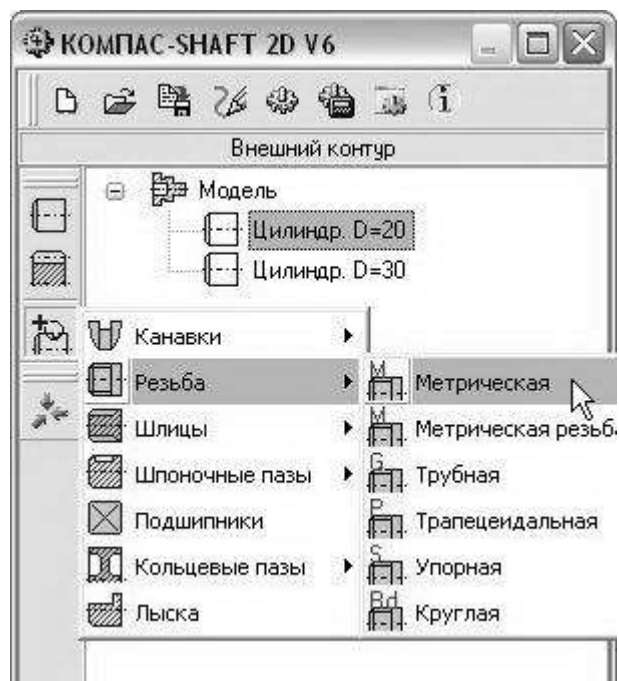 КОМПАС-SHAFT 2D V6
Внешний контур
Модель
Цилиндр. D=20
Цилиндр. D=30
Канавки
Резьба
Шлицы
Шпоночные пазы
Подшипники
Кольцевые пазы
Лыска
M Метрическая
M Метрическая резьба
G Трубная
P Трапецеидальная
S Упорная
Rd Круглая